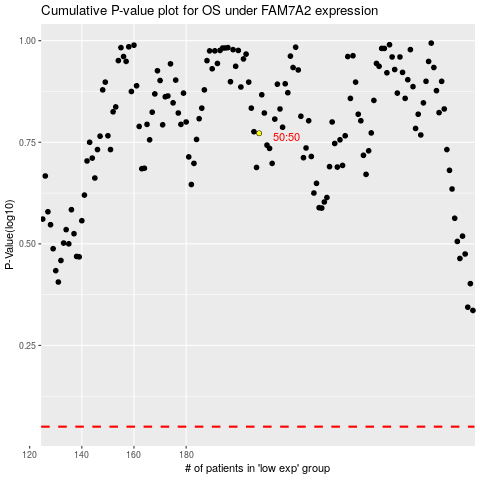 Cumulative P-value plot for OS under FAM7A2 expression
P-Value(log10)
1.00
0.75
0.50
0.25
50:50
120 140 160 180
# of patients in 'low exp' group